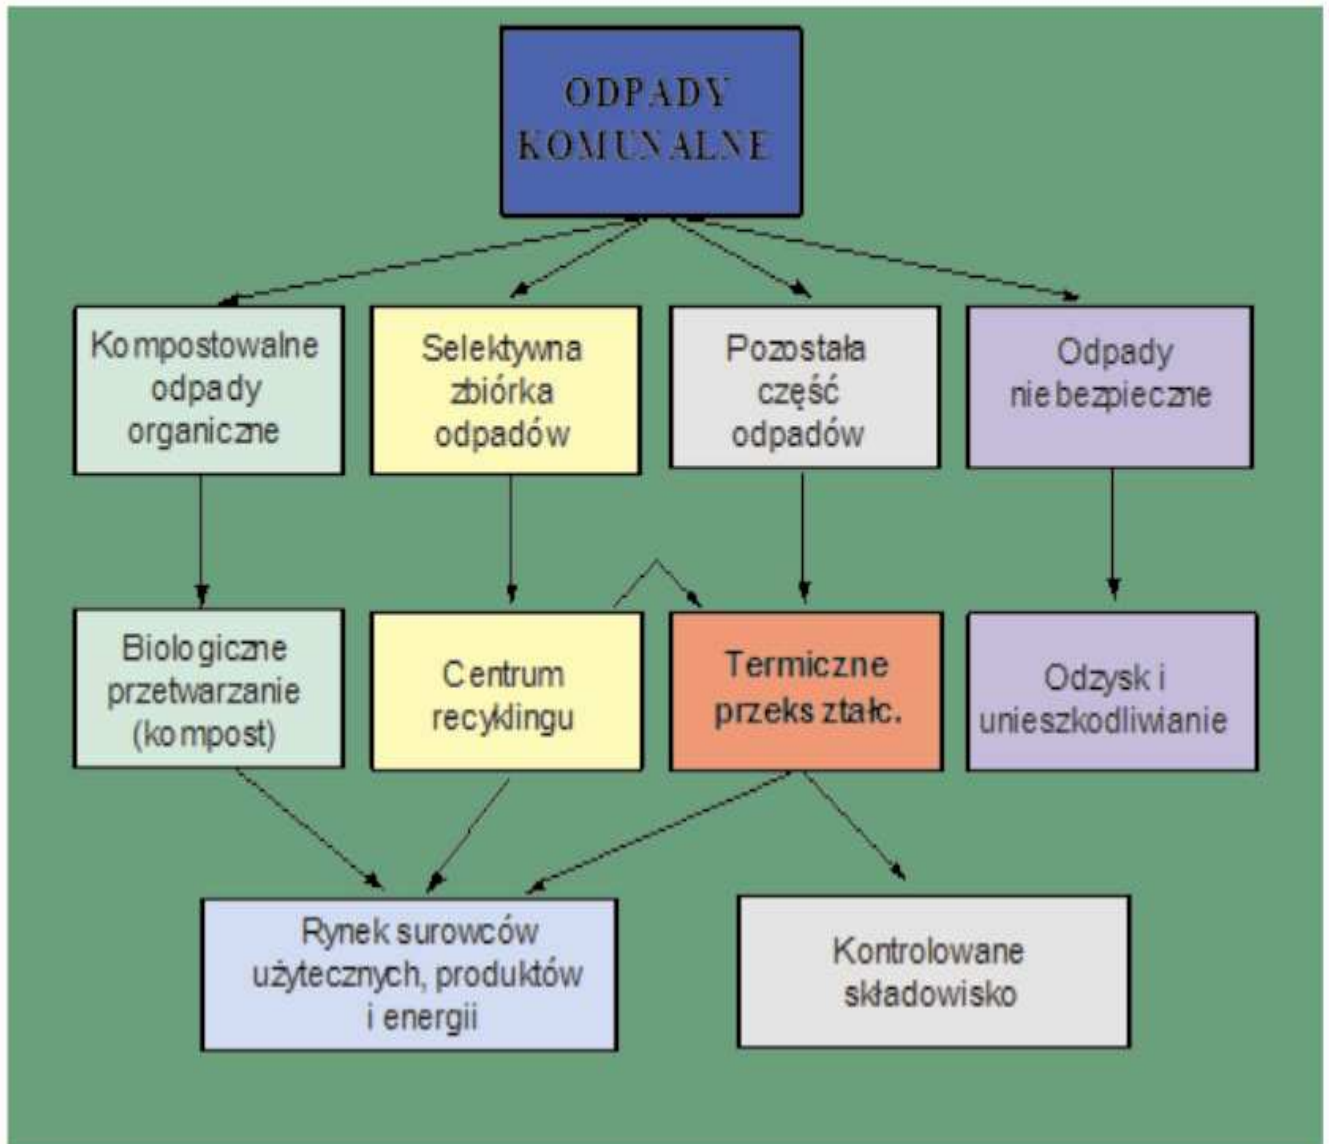 ODPADY
KOMUNALNE
Kompostowalne
odpady
organiczne
Selektywna
zbiórka
odpadów
Pozostała
część
odpadów
Odpady
niebezpieczne
Biologiczne
przetwarzanie
(kompost)
Centrum
recyklingu
Termiczne
przekształc.
Odzysk i
unieszkodliwianie
Rynek surowców
użytecznych, produktów
i energii
Kontrolowane
składowisko